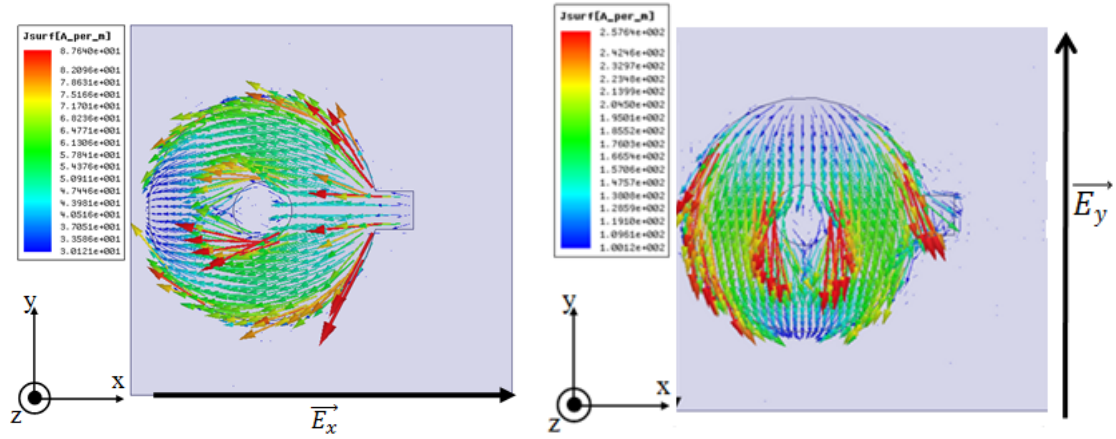 Jsurf[A_per_m]
8.7640e+001
8.2096e+001
7.8631e+001
7.5166e+001
7.1701e+001
6.8236e+001
6.4771e+001
6.1306e+001
5.7841e+001
5.4376e+001
5.0911e+001
4.7446e+001
4.3981e+001
4.0516e+001
3.7051e+001
3.3586e+001
3.0121e+001
y
x
z
E_x
Jsurf[A_per_m]
2.5764e+002
2.4246e+002
2.3297e+002
2.2348e+002
2.1399e+002
2.0450e+002
1.9501e+002
1.8552e+002
1.7603e+002
1.6654e+002
1.5706e+002
1.4757e+002
1.3808e+002
1.2859e+002
1.1910e+002
1.0961e+002
1.0012e+002
y
x
z
E_y